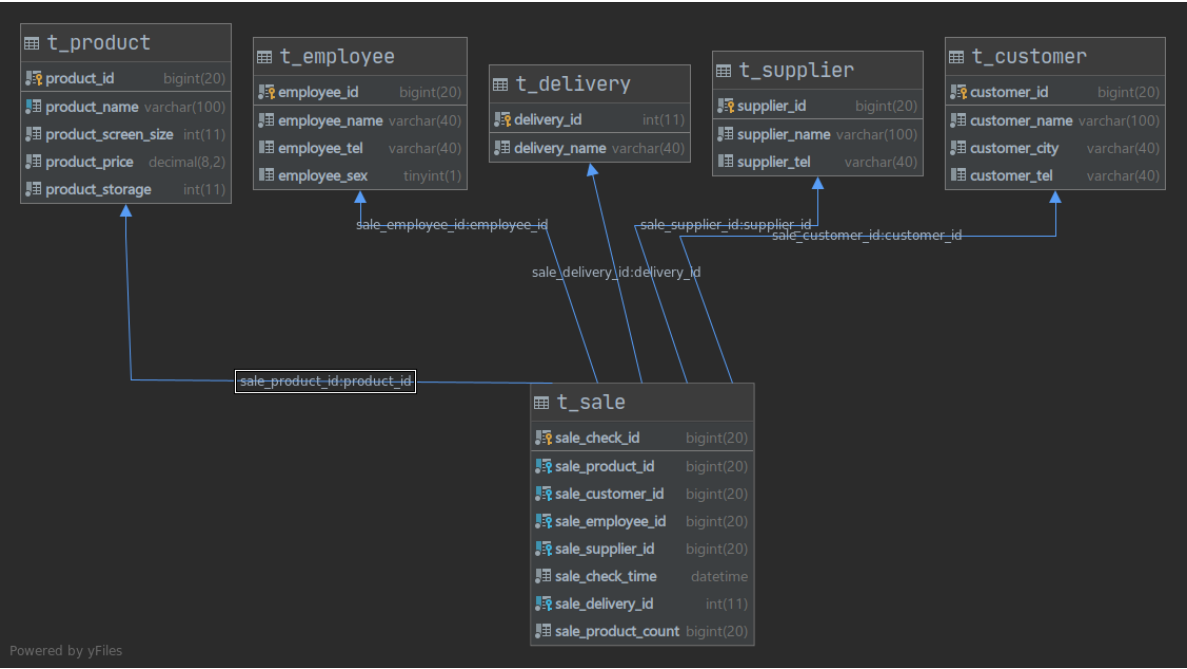 t_product
product_id bigint(20)
product_name varchar(100)
product_screen_size int(11)
product_price decimal(8,2)
product_storage int(11)
t_employee
employee_id bigint(20)
employee_name varchar(40)
employee_tel varchar(40)
employee_sex tinyint(1)
t_delivery
delivery_id int(11)
delivery_name varchar(40)
t_supplier
supplier_id bigint(20)
supplier_name varchar(100)
supplier_tel varchar(40)
t_customer
customer_id bigint(20)
customer_name varchar(100)
customer_city varchar(40)
customer_tel varchar(40)
sale_employee_id:employee_id
sale_supplier_id:supplier_id
sale_customer_id:customer_id
sale_delivery_id:delivery_id
sale_product_id:product_id
t_sale
sale_check_id bigint(20)
sale_product_id bigint(20)
sale_customer_id bigint(20)
sale_employee_id bigint(20)
sale_supplier_id bigint(20)
sale_check_time datetime
sale_delivery_id int(11)
sale_product_count bigint(20)
Powered by yFiles